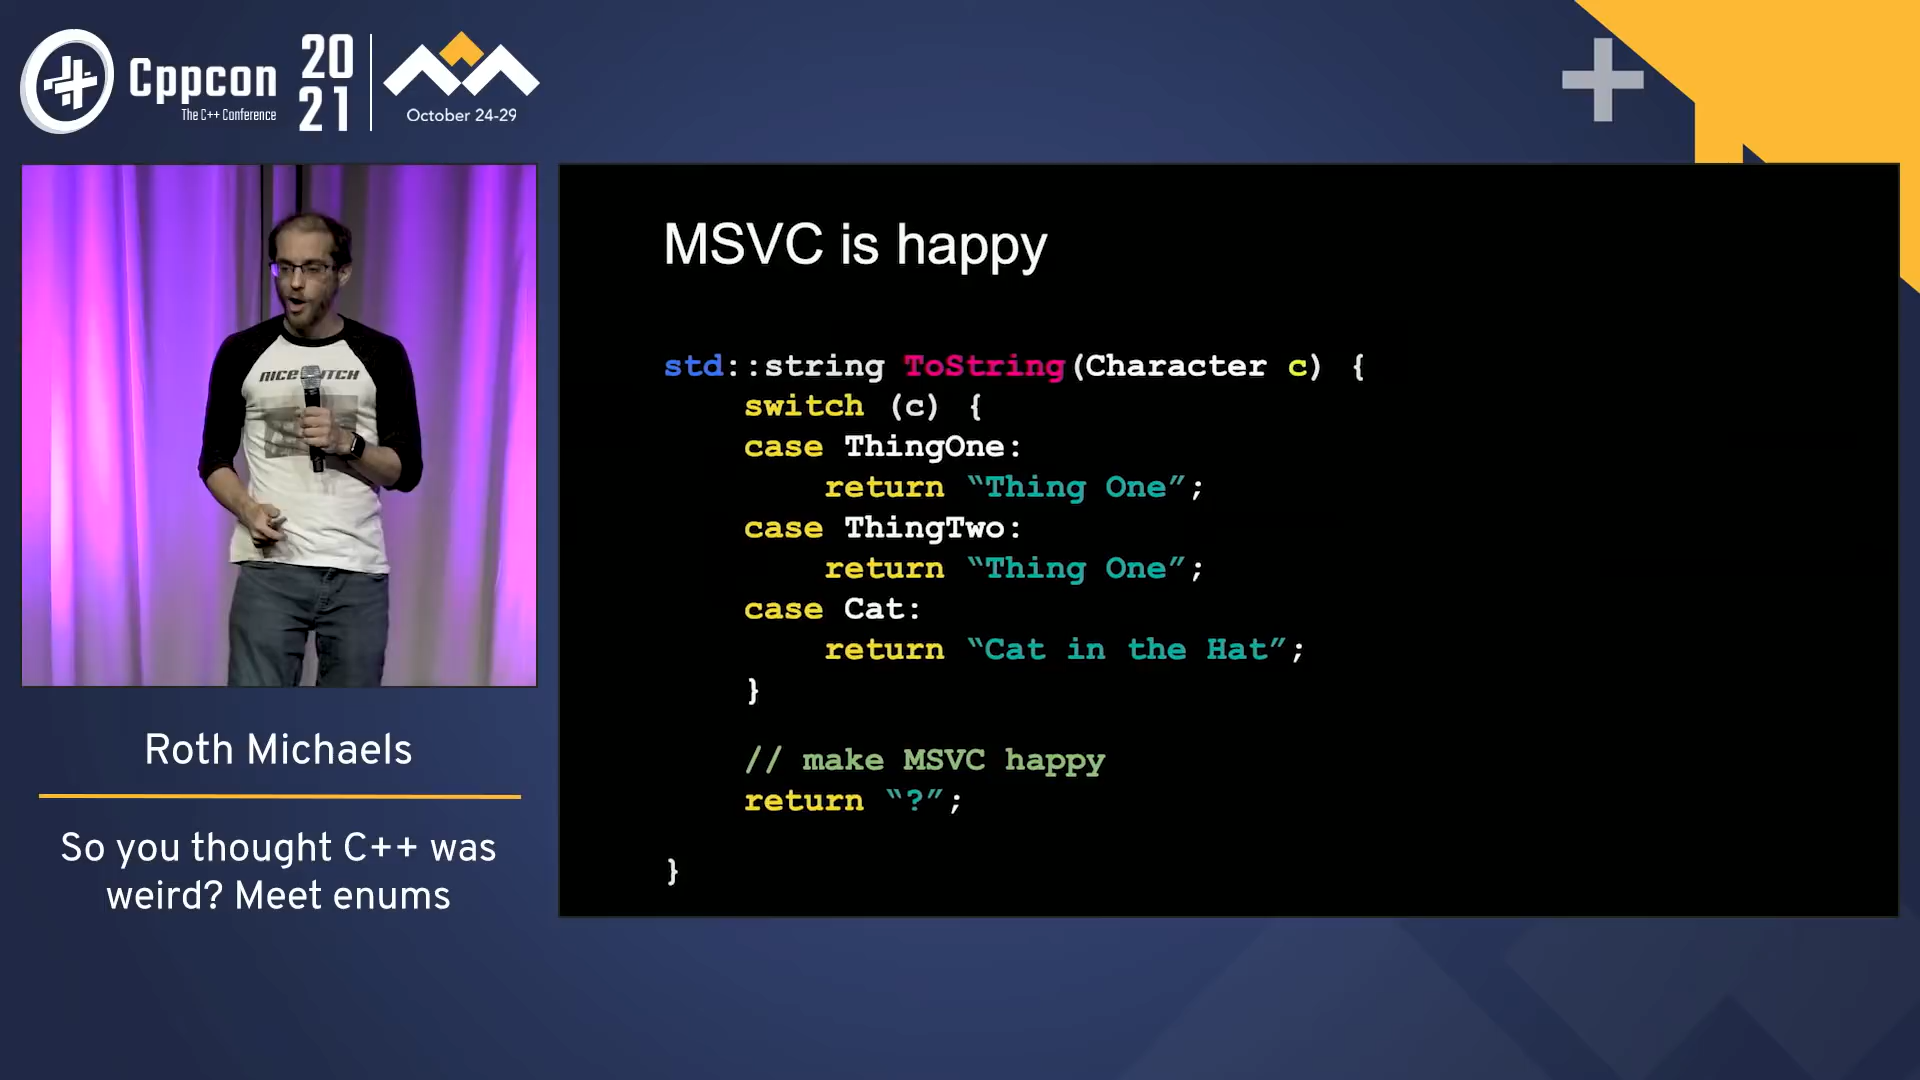 Cppcon
The C++ Conference
20
21
October 24-29
NICE
ITCH
Roth Michaels
So you thought C++ was
weird? Meet enums
MSVC is happy
std::string ToString(Character c) {
switch (c) {
case ThingOne:
return “Thing One”;
case ThingTwo:
return “Thing One”;
case Cat:
return “Cat in the Hat”;
}
// make MSVC happy
return “?”;
}